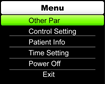 Menu
Other Par
Control Setting
Patient Info
Time Setting
Power Off
Exit